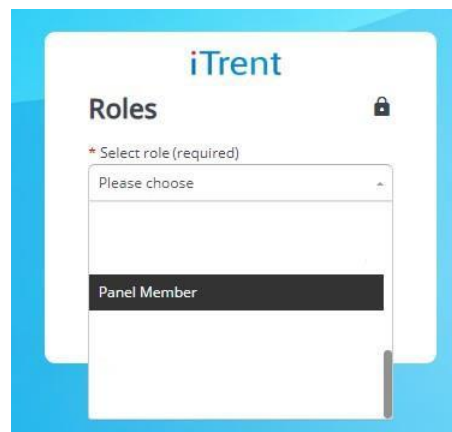 iTrent
Roles
* Select role (required)
Please choose
Panel Member